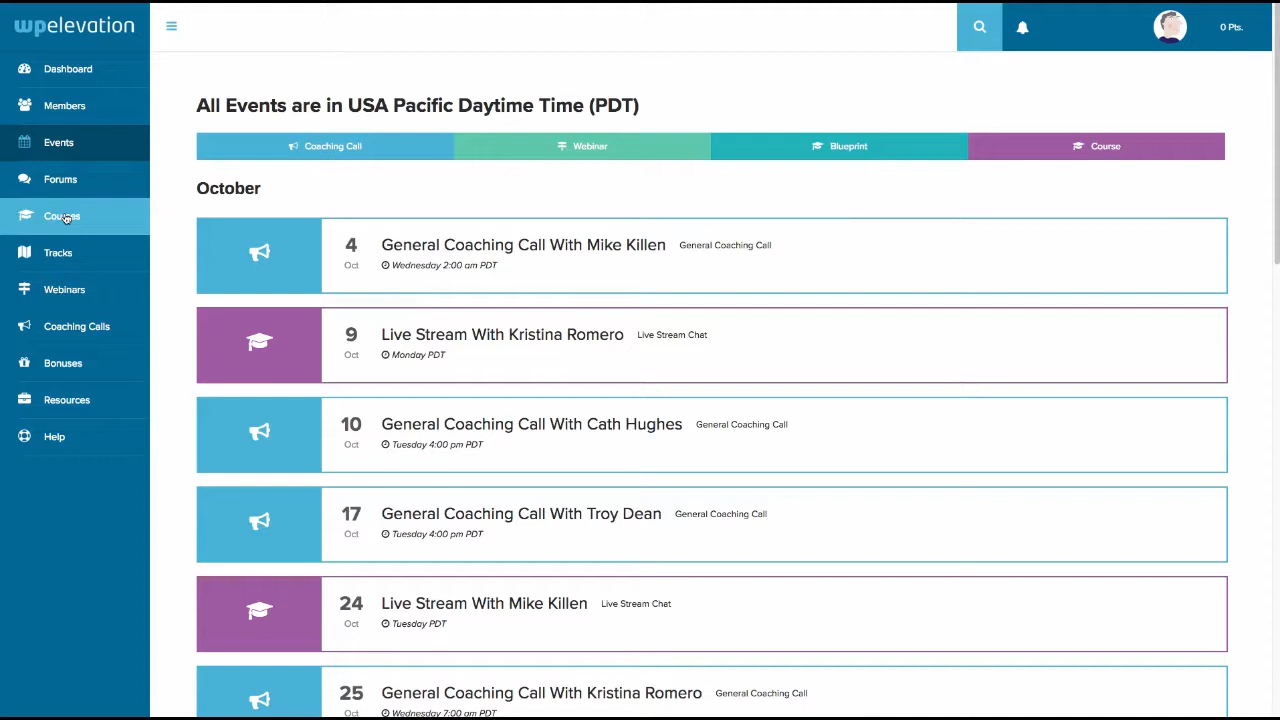 wpelevation
0 Pts.
Dashboard
Members
Events
Forums
Courses
Tracks
Webinars
Coaching Calls
Bonuses
Resources
Help
All Events are in USA Pacific Daytime Time (PDT)
Coaching Call
Webinar
Blueprint
Course
October
4 General Coaching Call With Mike Killen General Coaching Call
Oct Wednesday 2:00 am PDT
9 Live Stream With Kristina Romero Live Stream Chat
Oct Monday PDT
10 General Coaching Call With Cath Hughes General Coaching Call
Oct Tuesday 4:00 pm PDT
17 General Coaching Call With Troy Dean General Coaching Call
Oct Tuesday 4:00 pm PDT
24 Live Stream With Mike Killen Live Stream Chat
Oct Tuesday PDT
25 General Coaching Call With Kristina Romero General Coaching Call
Oct Wednesday 7:00 am PDT